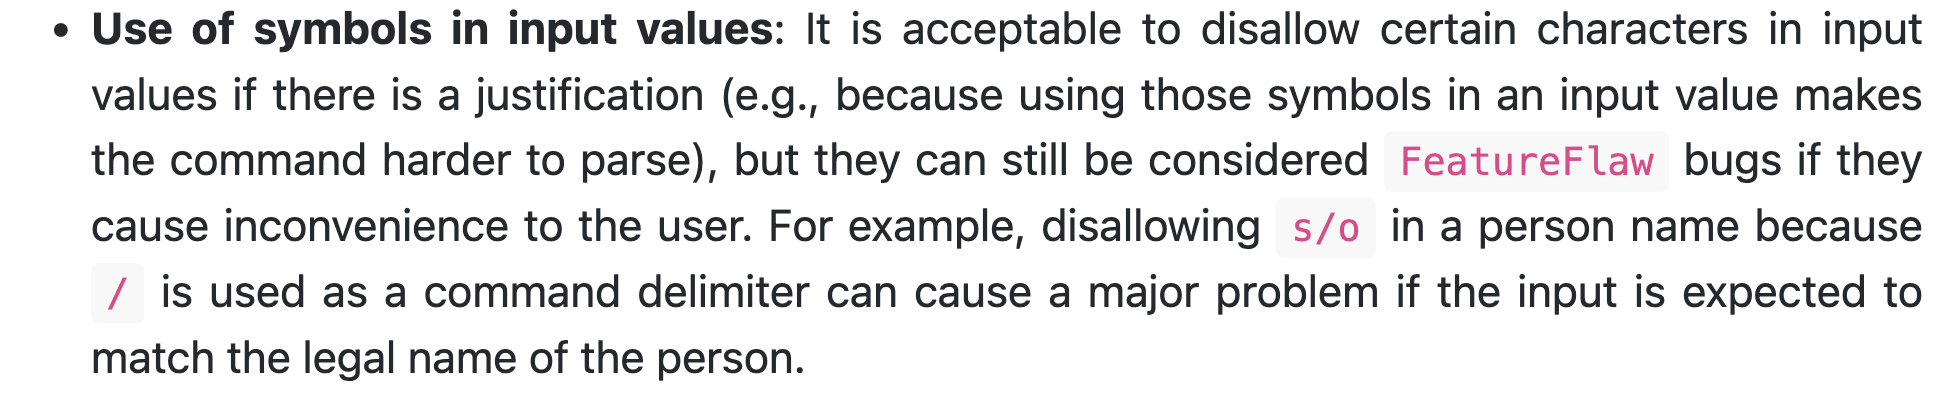 • Use of symbols in input values: It is acceptable to disallow certain characters in input
values if there is a justification (e.g., because using those symbols in an input value makes
the command harder to parse), but they can still be considered FeatureFlaw bugs if they
cause inconvenience to the user. For example, disallowing s/o in a person name because
/ is used as a command delimiter can cause a major problem if the input is expected to
match the legal name of the person.